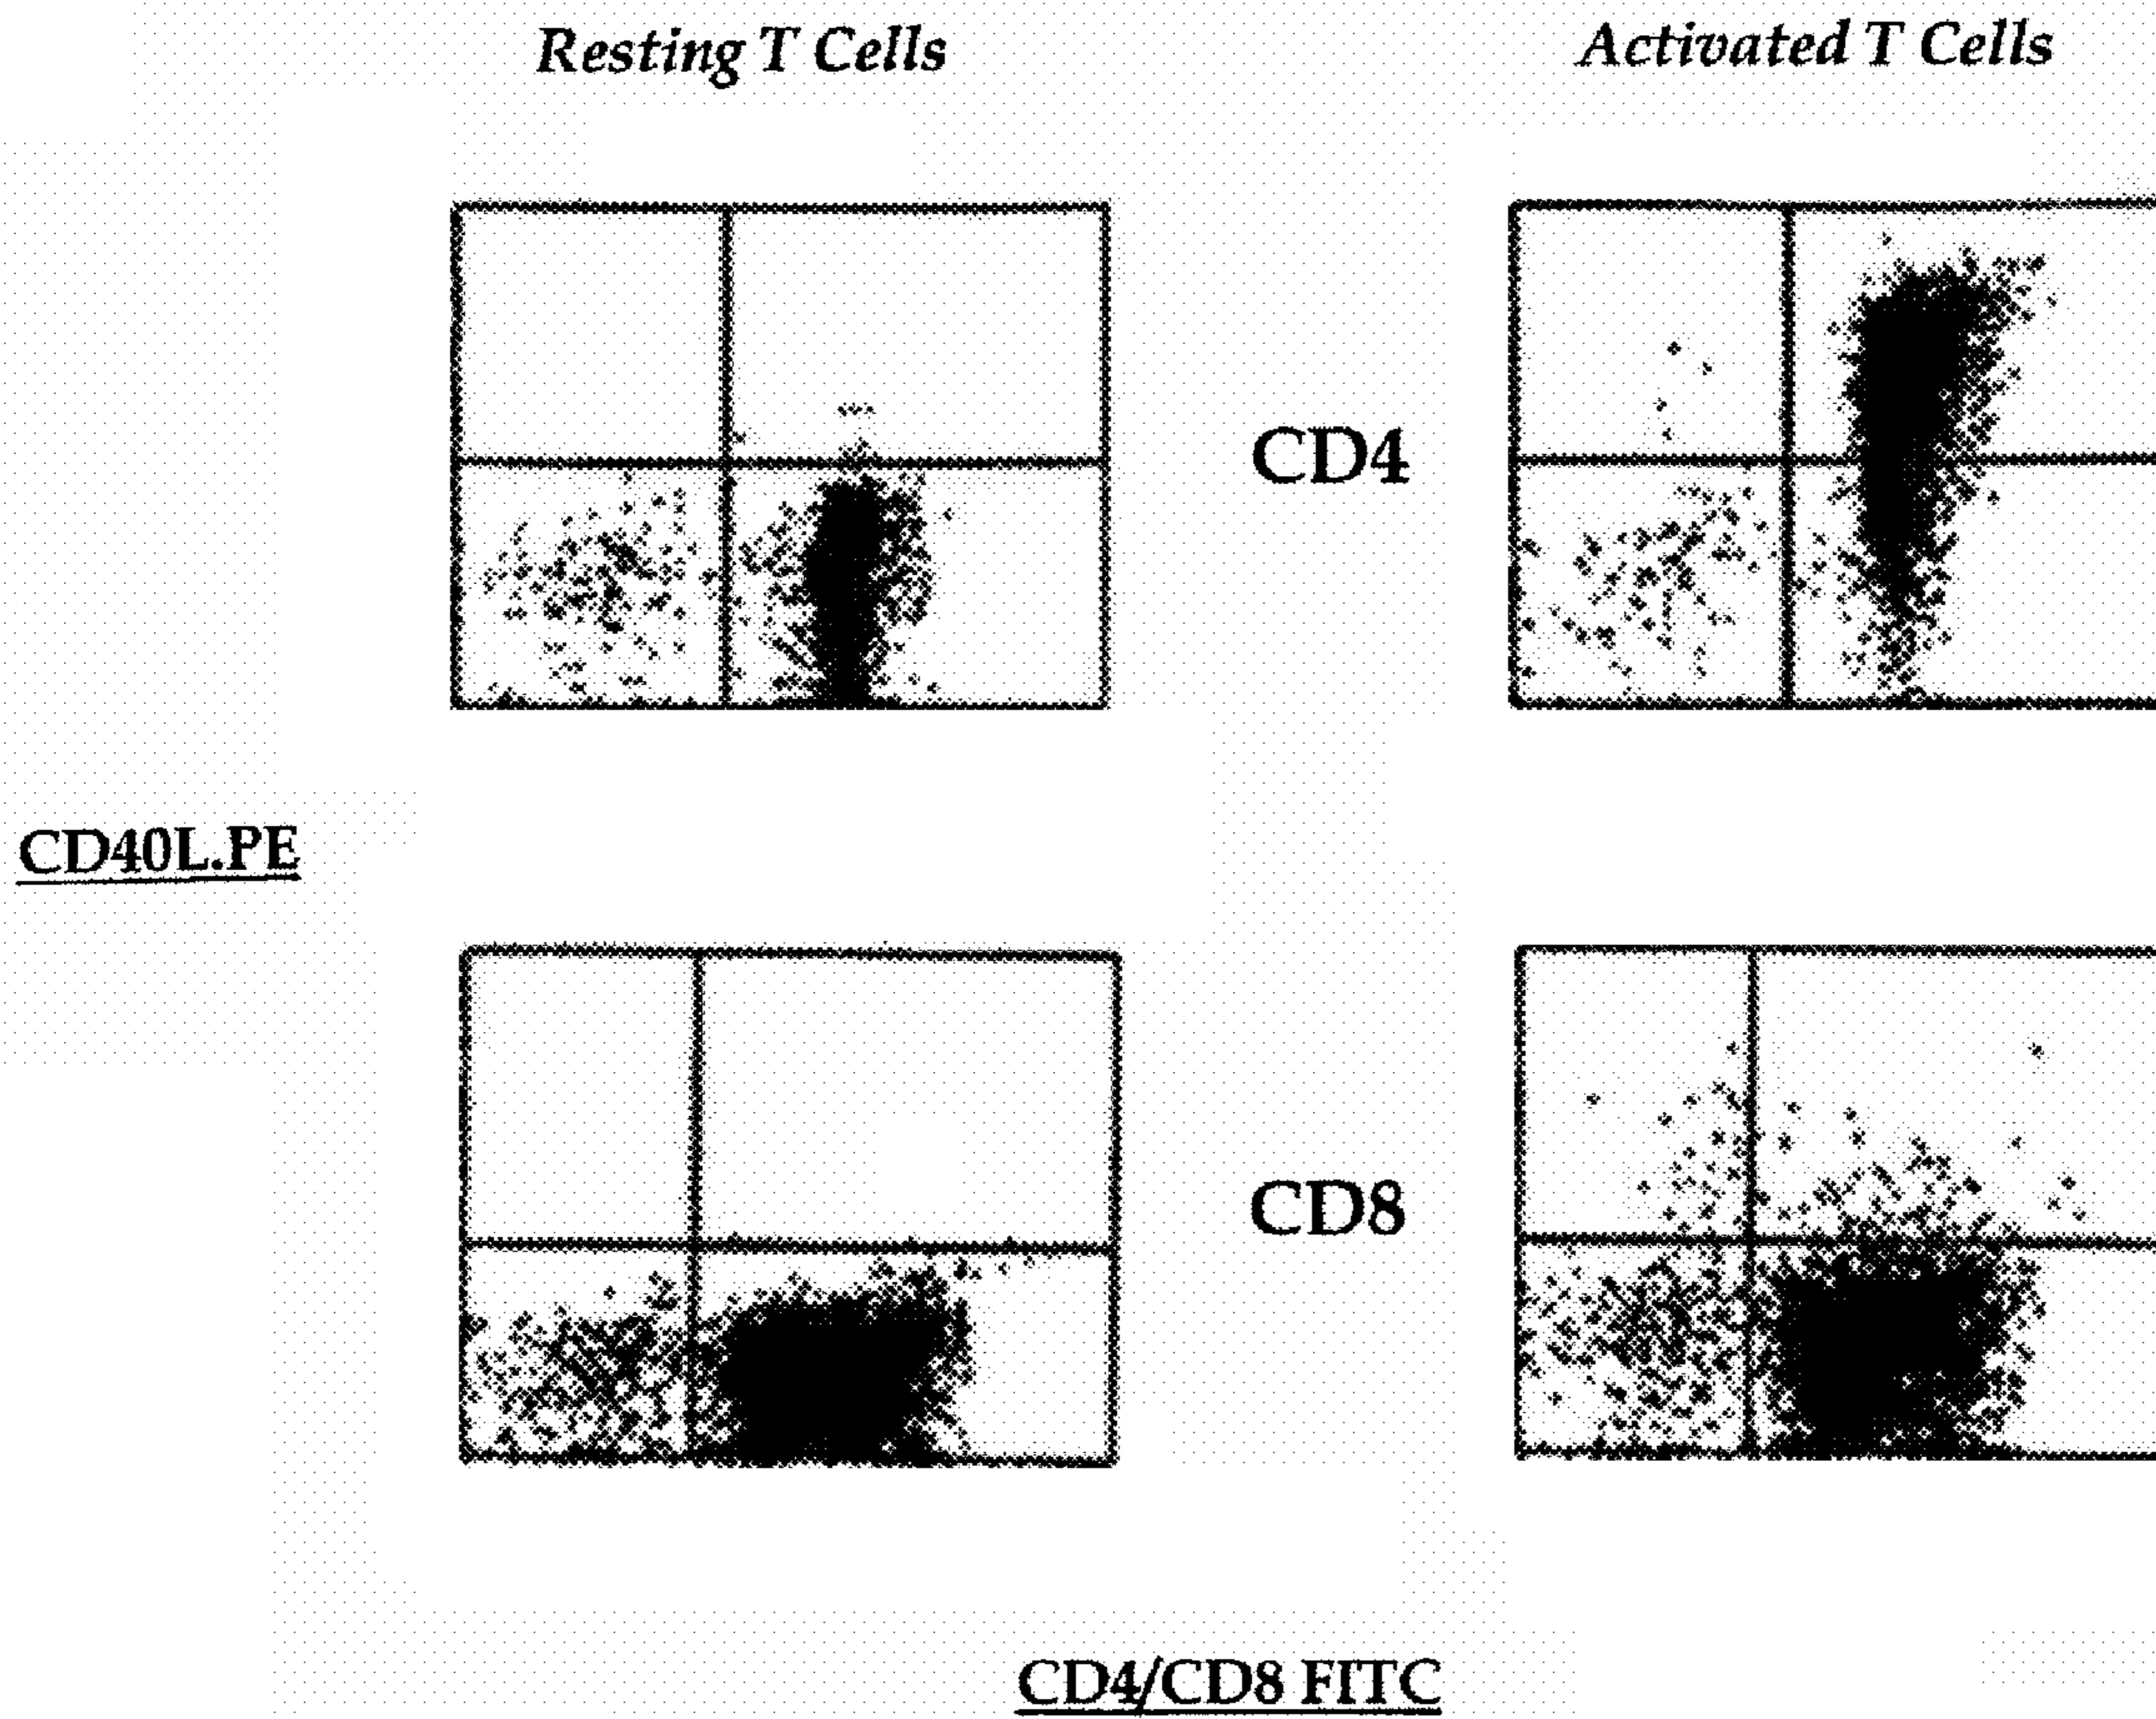 Resting T Cells
Activated T Cells
CD4
CD40L.PE
CD8
CD4/CD8 FITC